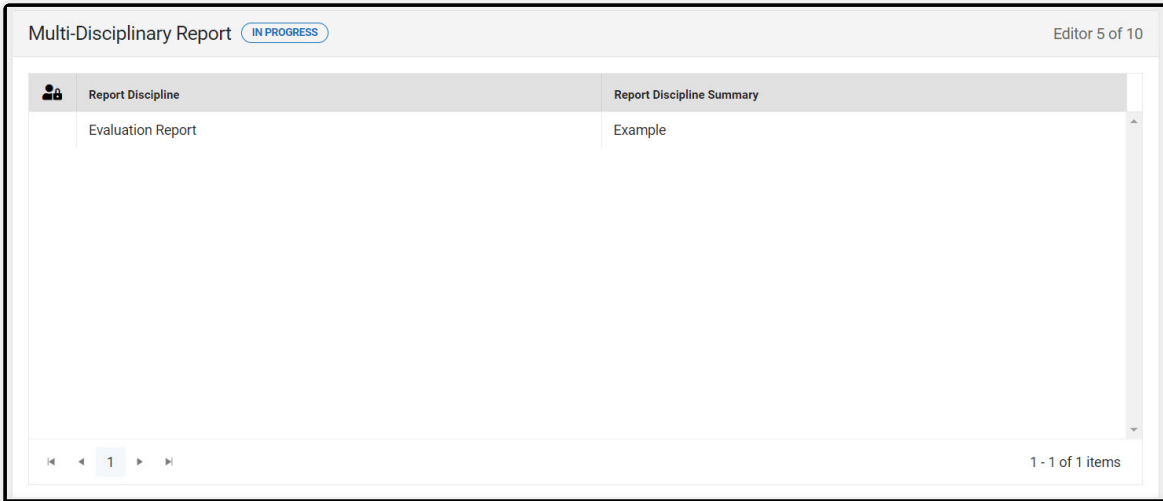 Multi-Disciplinary Report IN PROGRESS Editor 5 of 10
Report Discipline Report Discipline Summary
Evaluation Report Example
1 1 - 1 of 1 items